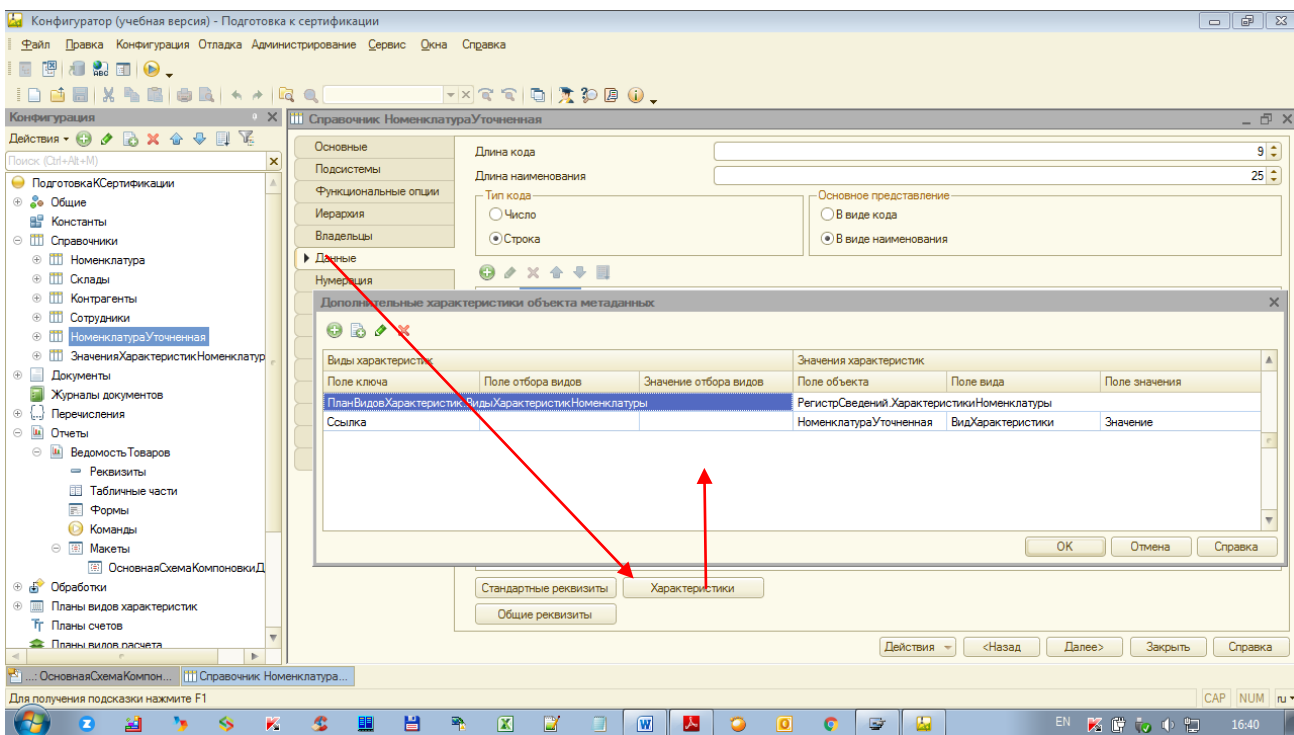 Конфигуратор (учебная версия) - Подготовка к сертификации
Файл Правка Конфигурация Отладка Администрирование Сервис Окна Справка
Конфигурация
Действия
Поиск (Ctrl+Alt+M)
ПодготовкаКСертификации
Общие
Константы
Справочники
Номенклатура
Склады
Контрагенты
Сотрудники
НоменклатураУточненная
ЗначенияХарактеристикНоменклатур
Документы
Журналы документов
Перечисления
Отчеты
ВедомостьТоваров
Реквизиты
Табличные части
Формы
Команды
Макеты
ОсновнаяСхемаКомпоновкиД
Обработки
Планы видов характеристик
Планы счетов
Планы видов расчета
Справочник НоменклатураУточненная
Основные
Подсистемы
Функциональные опции
Иерархия
Владельцы
Данные
Нумерация
Длина кода 9
Длина наименования 25
Тип кода Основное представление
Число В виде кода
Строка В виде наименования
Дополнительные характеристики объекта метаданных
Виды характеристик Значения характеристик
Поле ключа Поле отбора видов Значение отбора видов Поле объекта Поле вида Поле значения
ПланВидовХарактеристик.ВидыХарактеристикНоменклатуры РегистрСведений.ХарактеристикиНоменклатуры
Ссылка НоменклатураУточненная ВидХарактеристики Значение
OK Отмена Справка
Стандартные реквизиты Характеристики
Общие реквизиты
Действия <Назад Далее> Закрыть Справка
...: ОсновнаяСхемаКомпон... Справочник Номенклатура...
Для получения подсказки нажмите F1 CAP NUM ru
EN 16:40